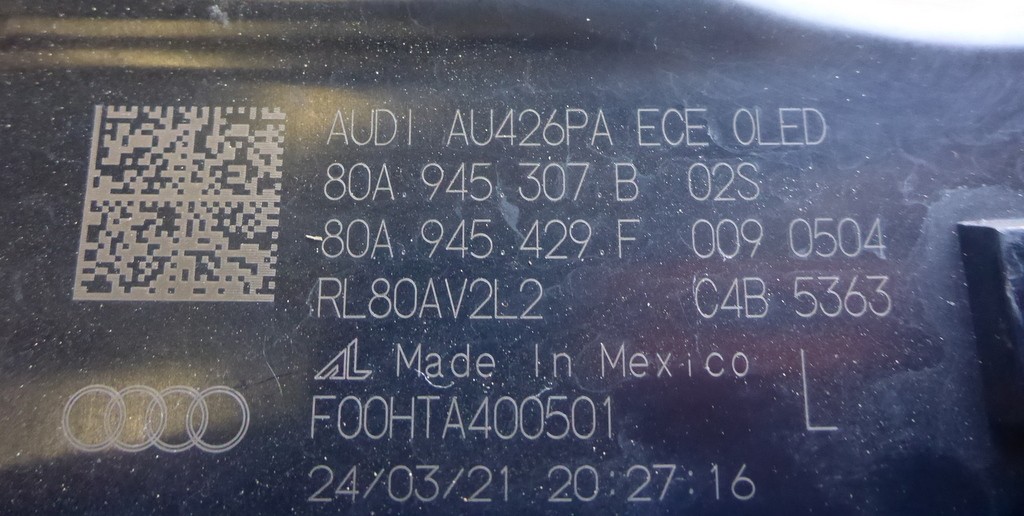 AUDI AU426PA ECE OLED
80A.945.307.B 02S
80A.945.429.F 009 0504
RL80AV2L2 C4B 5363
AL Made In Mexico
L
F00HTA400501
24/03/21 20:27:16